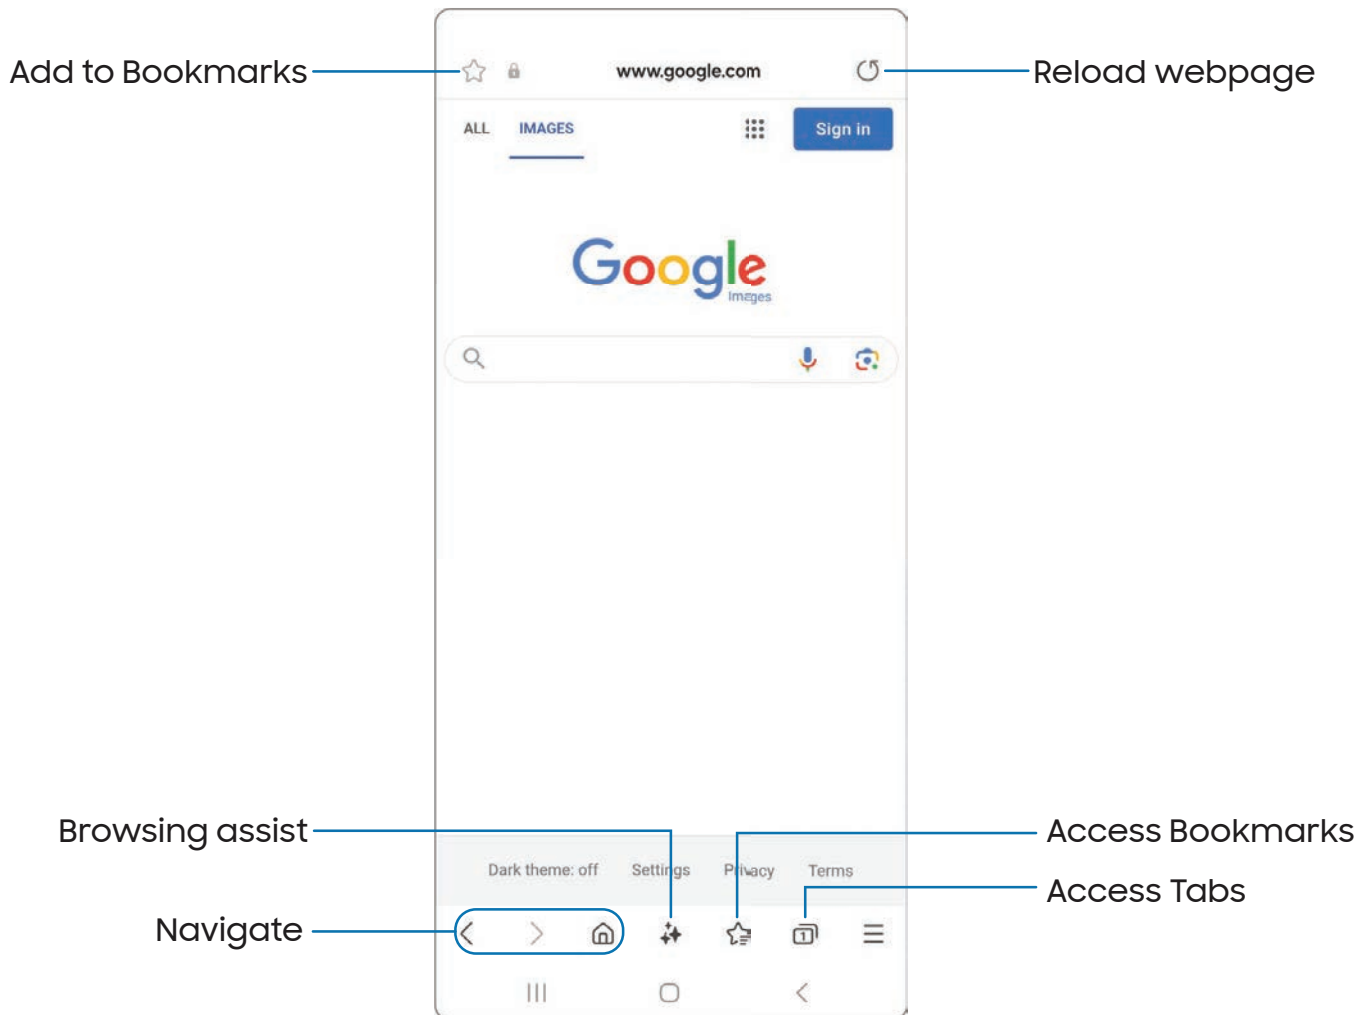 Add to Bookmarks
www.google.com
Reload webpage
ALL IMAGES
Sign in
Google
Images
Browsing assist
Access Bookmarks
Dark theme: off Settings Privacy Terms
Access Tabs
Navigate
1